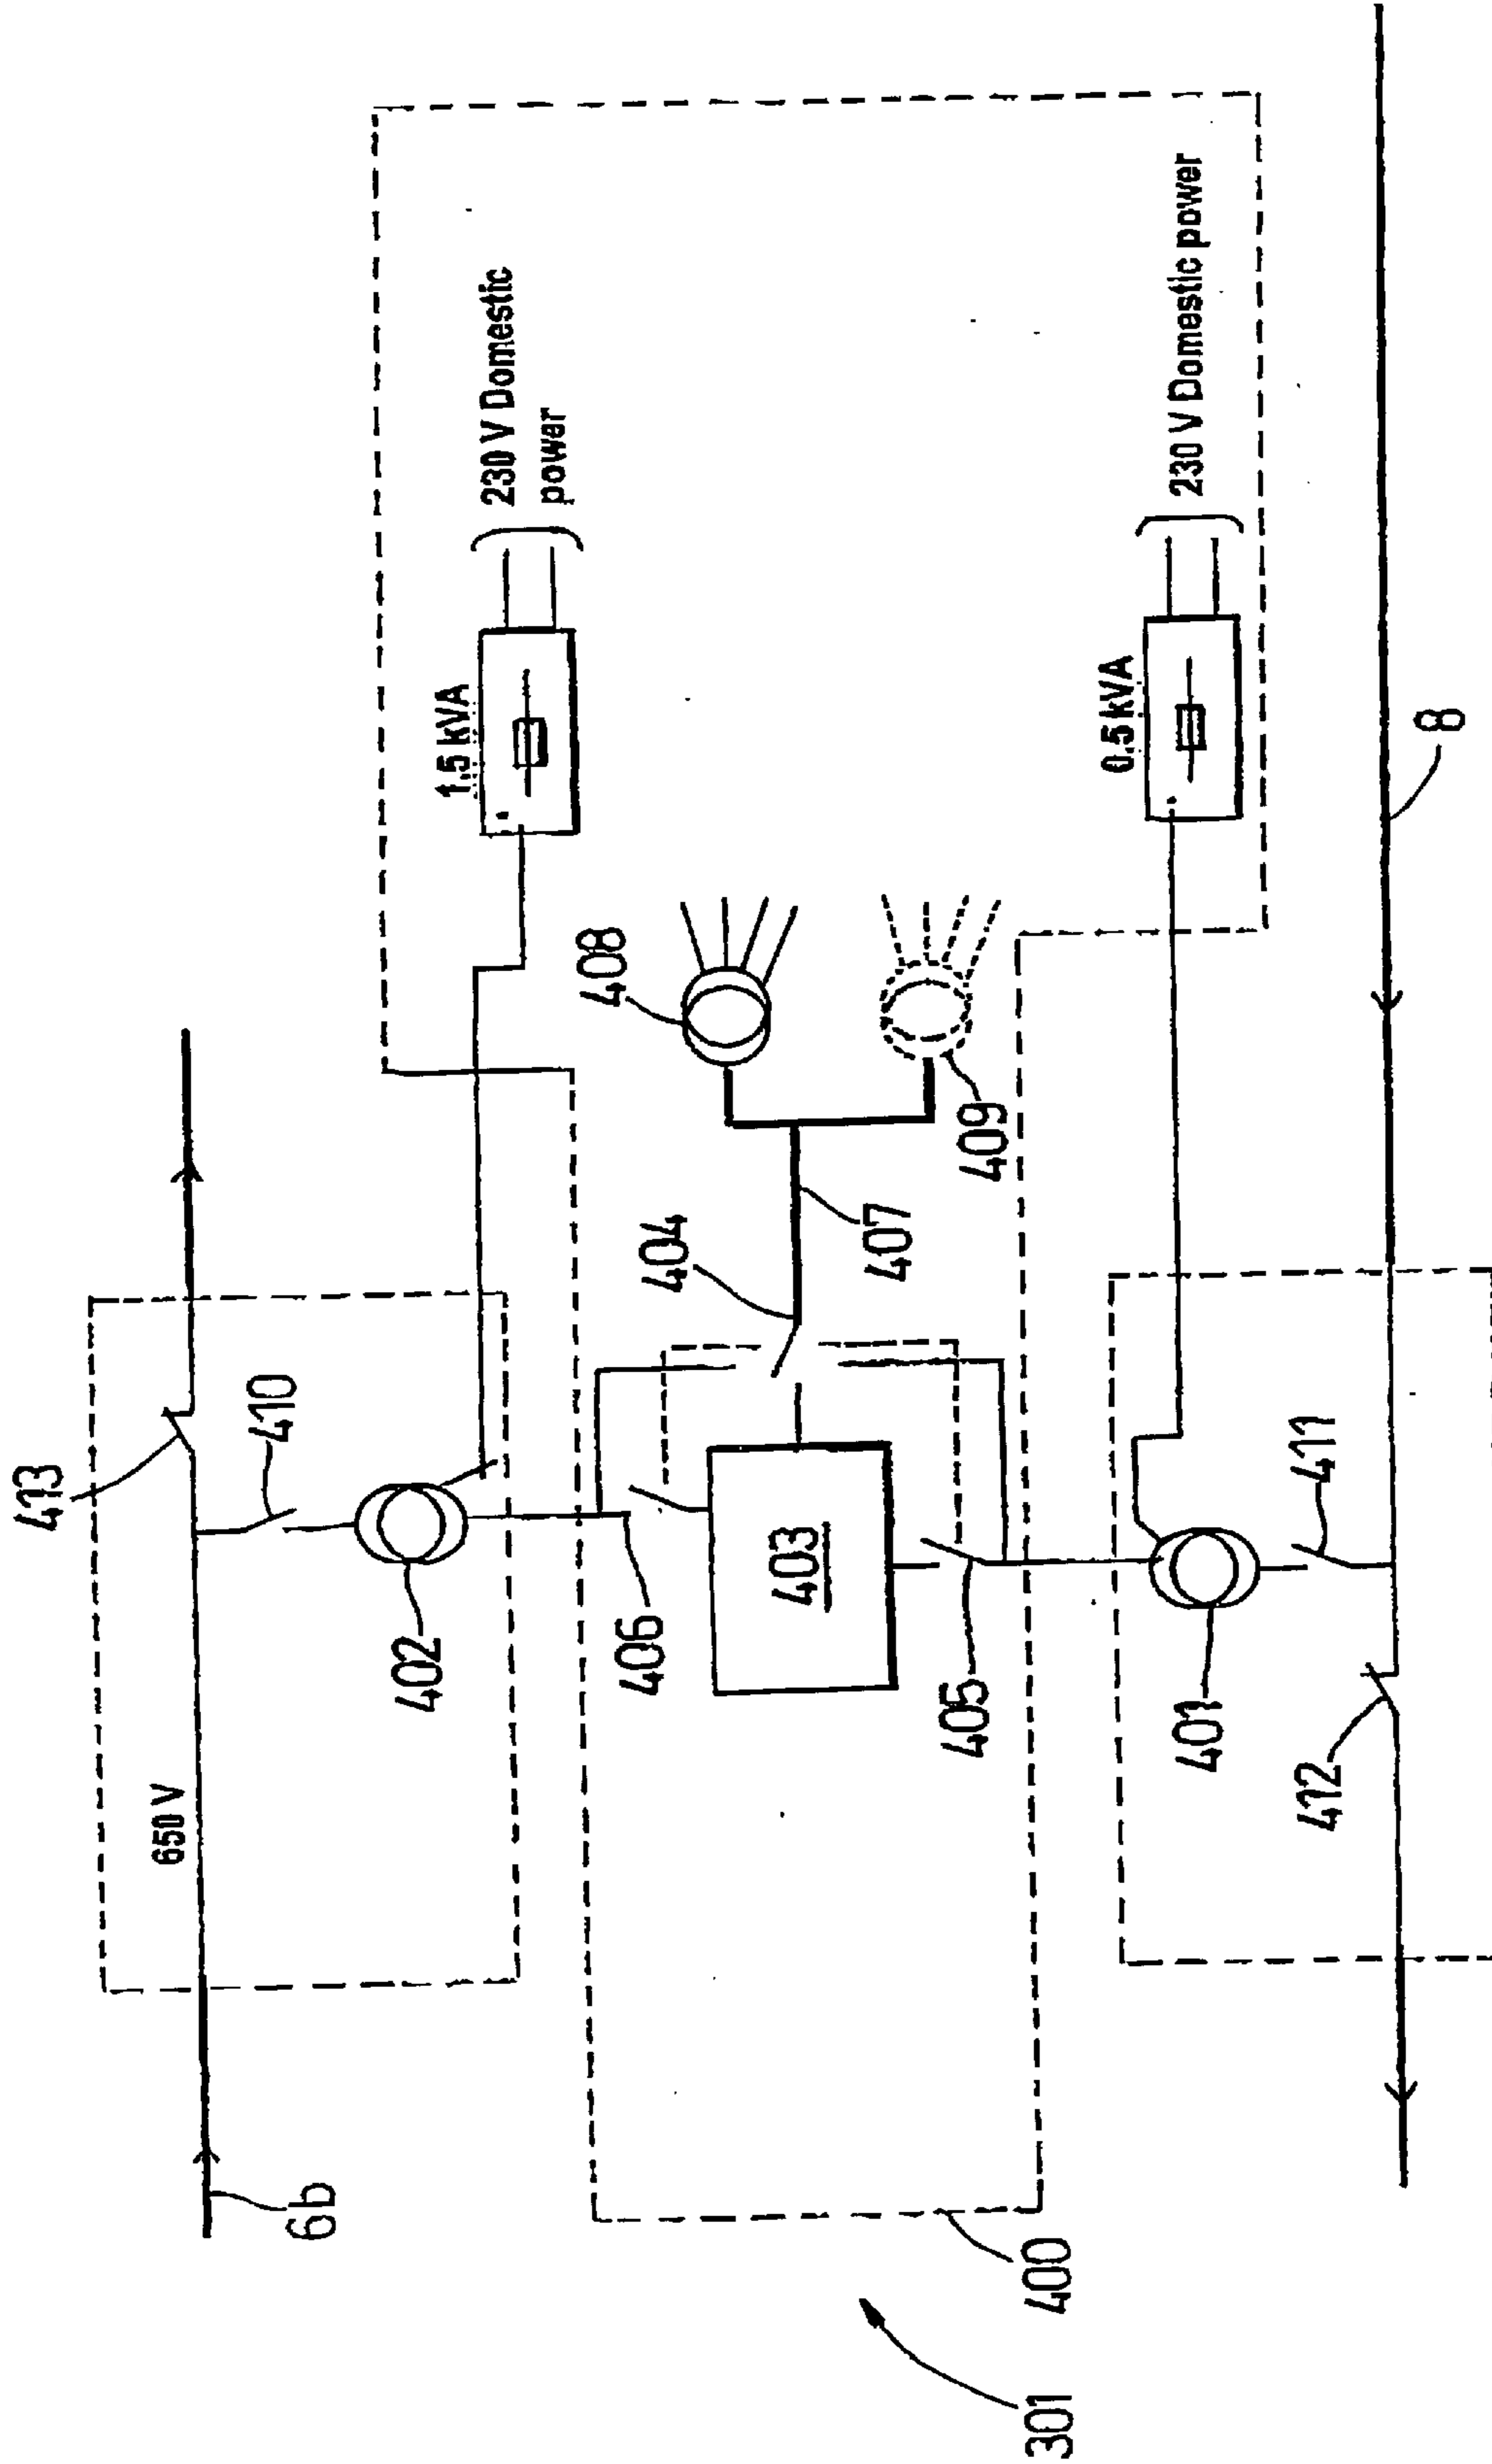 413
650 V
410
6b
402
1.5 kVA
230 V Domestic
power
408
406
404
403
407
405
409
301
400
0.5 kVA
230 V Domestic power
401
412
411
8